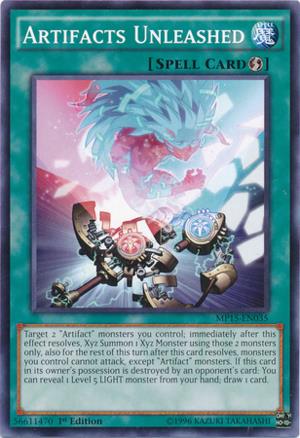 ARTIFACTS UNLEASHED
[SPELL CARD]
MP15-EN035
Target 2 "Artifact" monsters you control; immediately after this
effect resolves, Xyz Summon 1 Xyz Monster using those 2 monsters
only, also for the rest of this turn after this card resolves, monsters
you control cannot attack, except "Artifact" monsters. If this card
in its owner's possession is destroyed by an opponent's card: You
can reveal 1 Level 5 LIGHT monster from your hand; draw 1 card.
56611470
1st Edition
©1996 KAZUKI TAKAHASHI